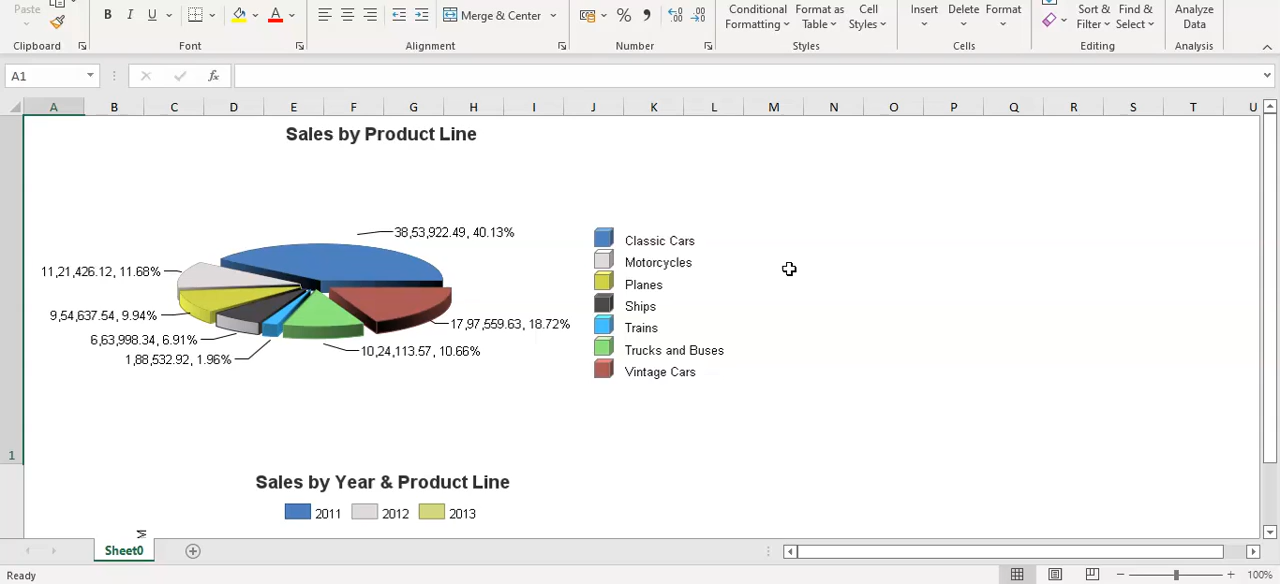 Paste
B I U
A
Merge & Center
%
Conditional
Formatting
Format as
Table
Cell
Styles
Insert
Delete
Format
Sort &
Filter
Find &
Select
Analyze
Data
Clipboard
Font
Alignment
Number
Styles
Cells
Editing
Analysis
A1
fx
A B C D E F G H I J K L M N O P Q R S T U
1
Sales by Product Line
38,53,922.49, 40.13%
11,21,426.12, 11.68%
9,54,637.54, 9.94%
6,63,998.34, 6.91%
1,88,532.92, 1.96%
10,24,113.57, 10.66%
17,97,559.63, 18.72%
Classic Cars
Motorcycles
Planes
Ships
Trains
Trucks and Buses
Vintage Cars
Sales by Year & Product Line
2011 2012 2013
M
Sheet0
Ready
100%